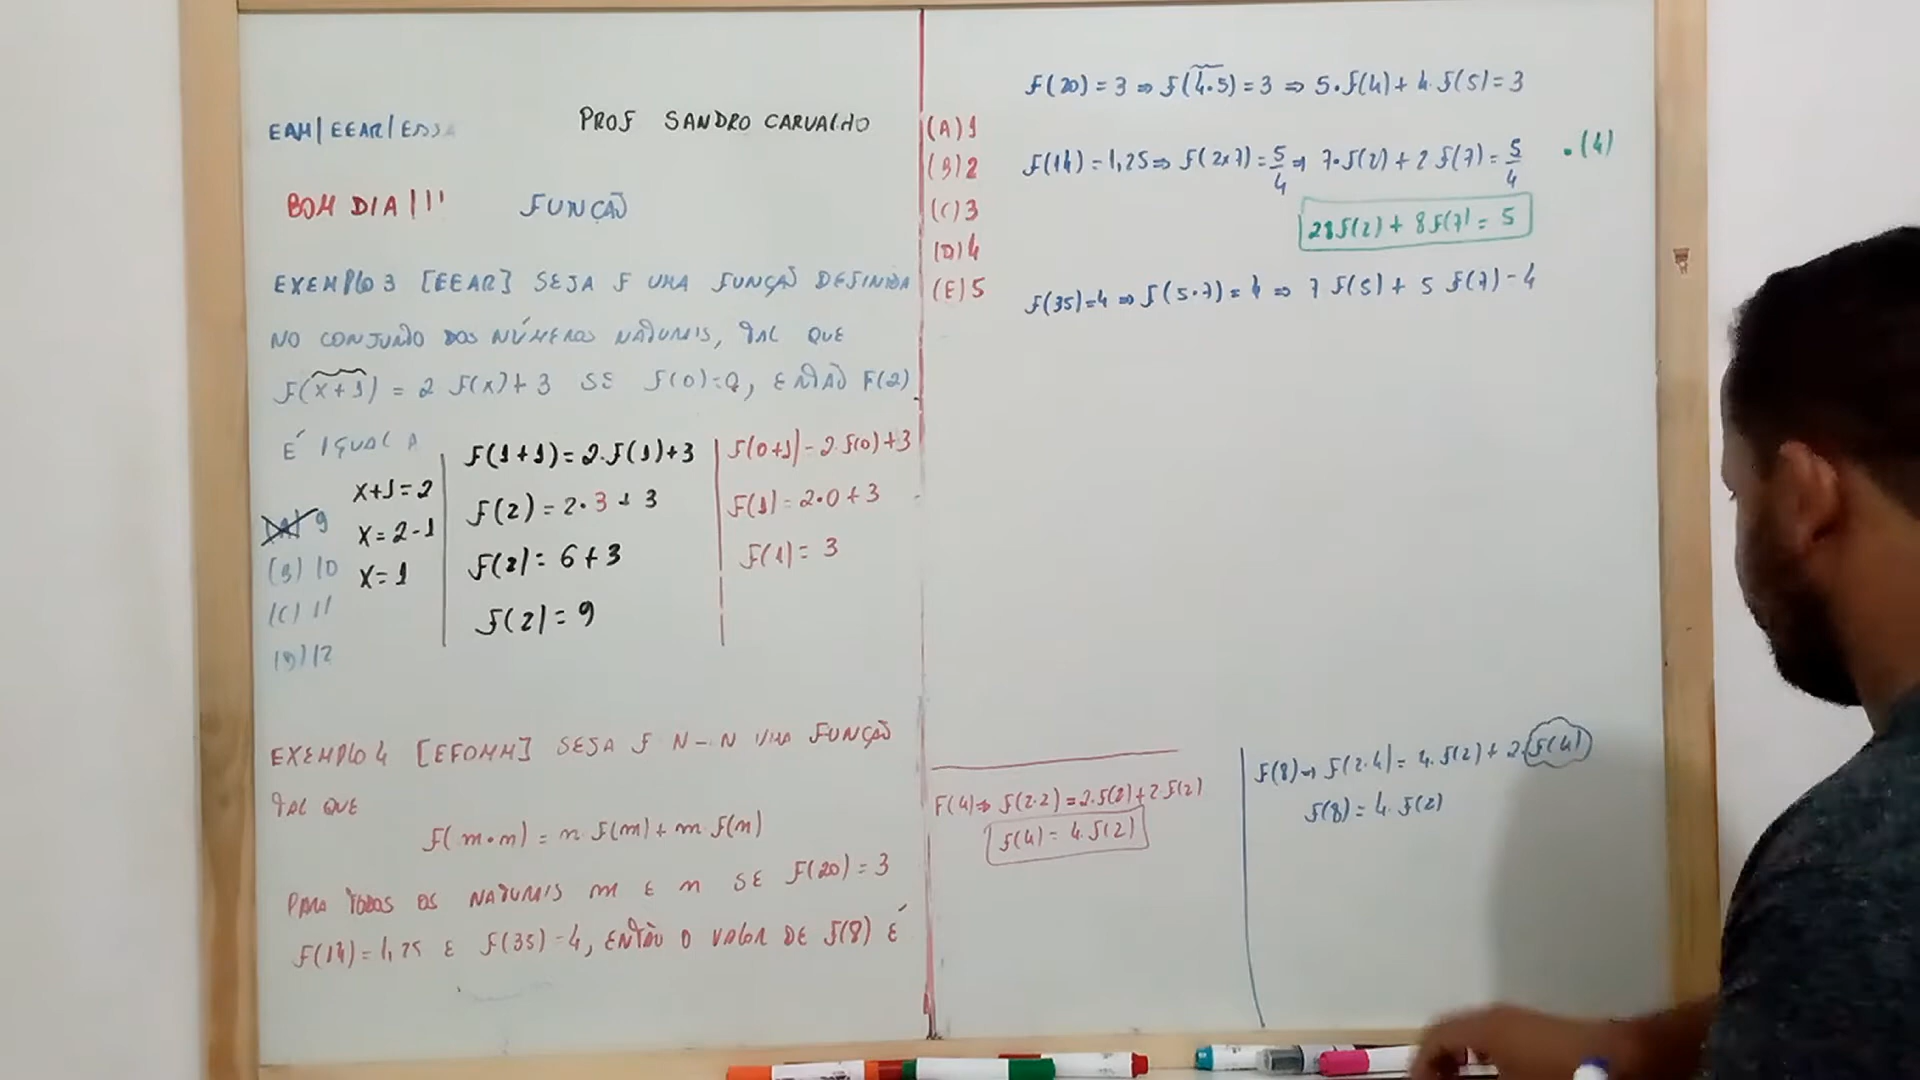 EAM/EEAR/ESSA
PROF SANDRO CARVALHO
BOM DIA!!!
FUNÇÃO
EXEMPLO 3 [EEAR] SEJA F UMA FUNÇÃO DEFINIDA
NO CONJUNTO DOS NÚMEROS NATURAIS, TAL QUE
F(x+1) = 2 F(x)+3 SE F(0)=0, ENTÃO F(2)
É IGUAL A
(A) 9
(B) 10
(C) 11
(D) 12
x+1=2
x=2-1
x=1
F(1+1)=2.F(1)+3
F(2)=2.3+3
F(2)=6+3
F(2)=9
F(0+1)=2.F(0)+3
F(1)=2.0+3
F(1)=3
EXEMPLO 4 [EFOMM] SEJA F N-N UMA FUNÇÃO
TAL QUE
F(m.n)=n.F(m)+m.F(n)
PARA TODOS OS NATURAIS m E n SE F(20)=3
F(14)=1,25 E F(35)=4, ENTÃO O VALOR DE F(8) É
(A) 1
(B) 2
(C) 3
(D) 4
(E) 5
F(20)=3 ⇒ F(4.5)=3 ⇒ 5.F(4)+4.F(5)=3
F(14)=1,25 ⇒ F(2x7)=5/4 ⇒ 7.F(2)+2F(7)=5/4 .(4)
28F(2)+8F(7)=5
F(35)=4 ⇒ F(5.7)=4 ⇒ 7F(5)+5F(7)=4
F(4)⇒ F(2.2)=2.F(2)+2F(2)
F(4)=4.F(2)
F(8)⇒ F(2.4)=4.F(2)+2.F(4)
F(8)=4.F(2)